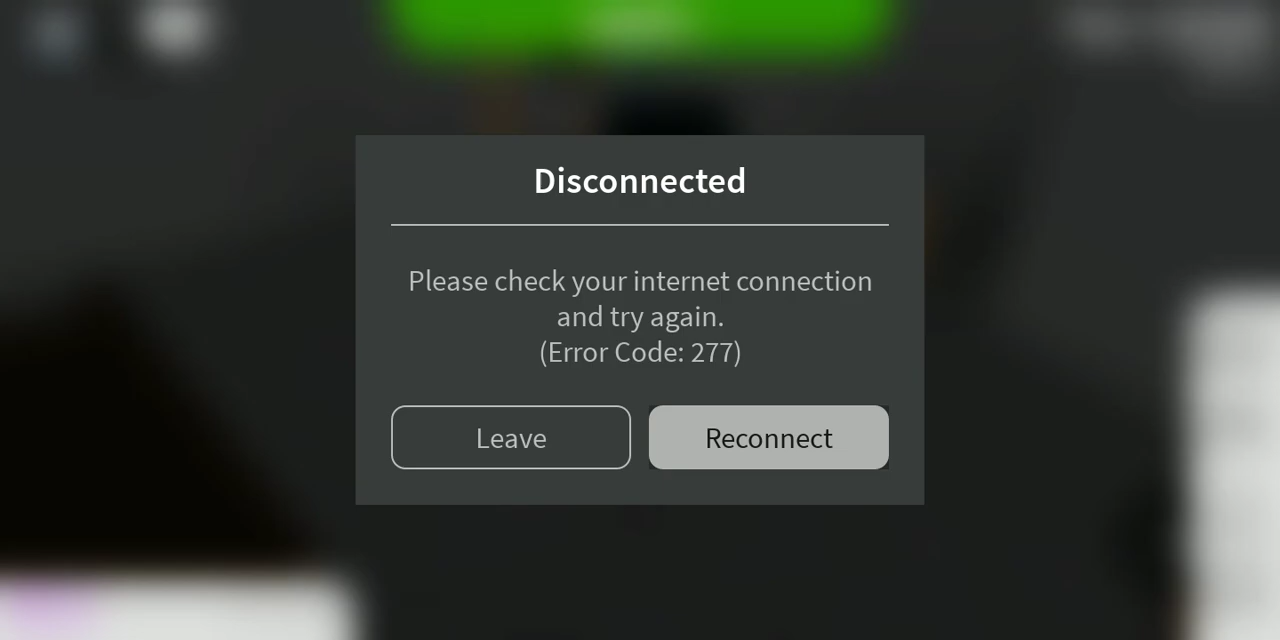 Disconnected
Please check your internet connection
and try again.
(Error Code: 277)
Leave
Reconnect